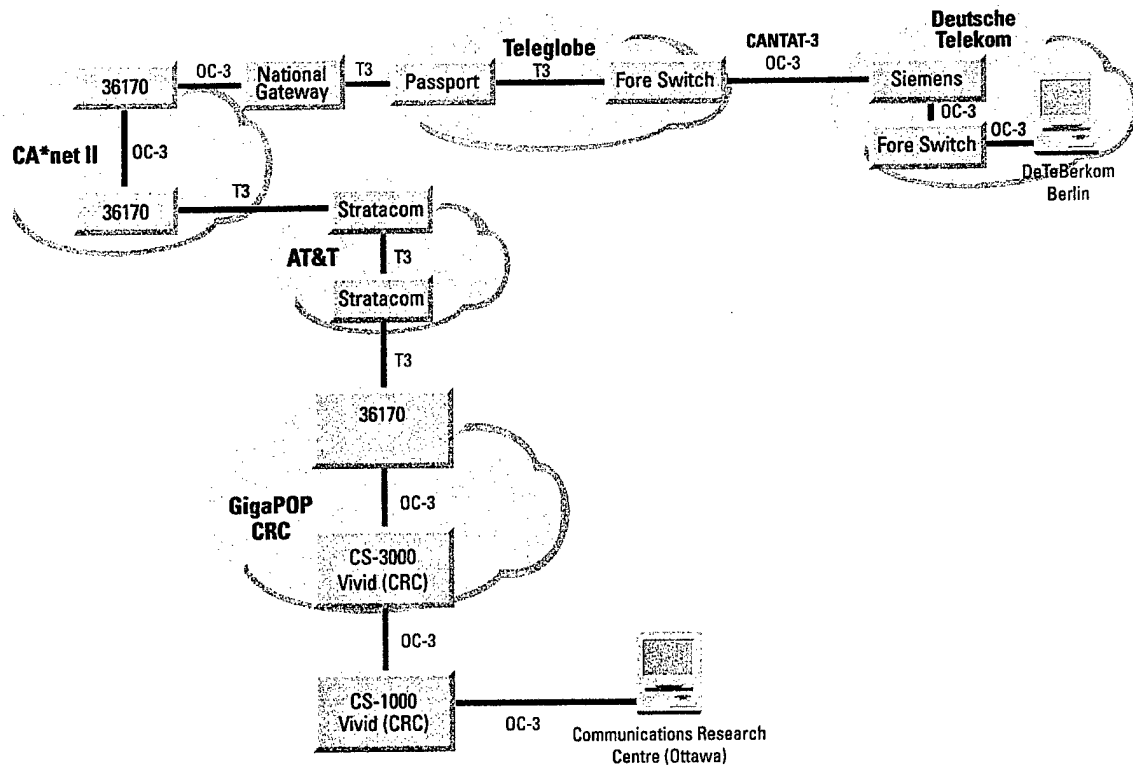 Deutsche
Telekom
Teleglobe
CANTAT-3
OC-3
36170
OC-3
National
Gateway
T3
Passport
T3
Fore Switch
Siemens
OC-3
Fore Switch
OC-3
DeTeBerkom
Berlin
CA*net II
OC-3
36170
T3
Stratacom
AT&T
T3
Stratacom
T3
36170
GigaPOP
CRC
OC-3
CS-3000
Vivid (CRC)
OC-3
CS-1000
Vivid (CRC)
OC-3
Communications Research
Centre (Ottawa)